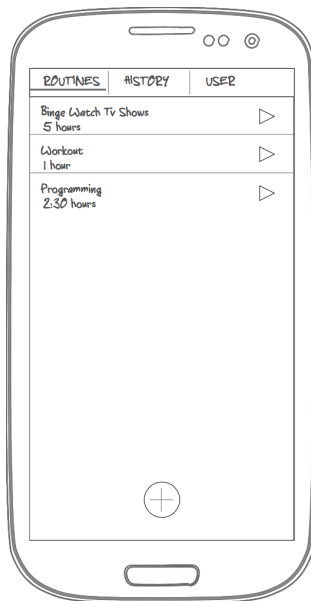 ROUTINES HISTORY USER
Binge Watch Tv Shows
5 hours
Workout
1 hour
Programming
2:30 hours